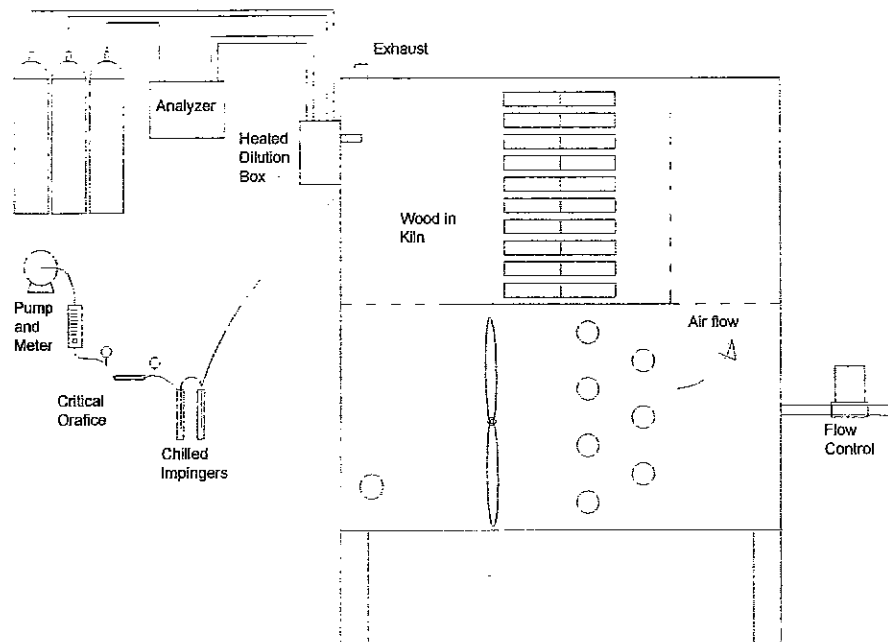 Exhaust
Analyzer
Heated
Dilution
Box
Wood in
Kiln
Pump
and
Meter
Air flow
Critical
Orafice
Flow
Control
Chilled
Impingers